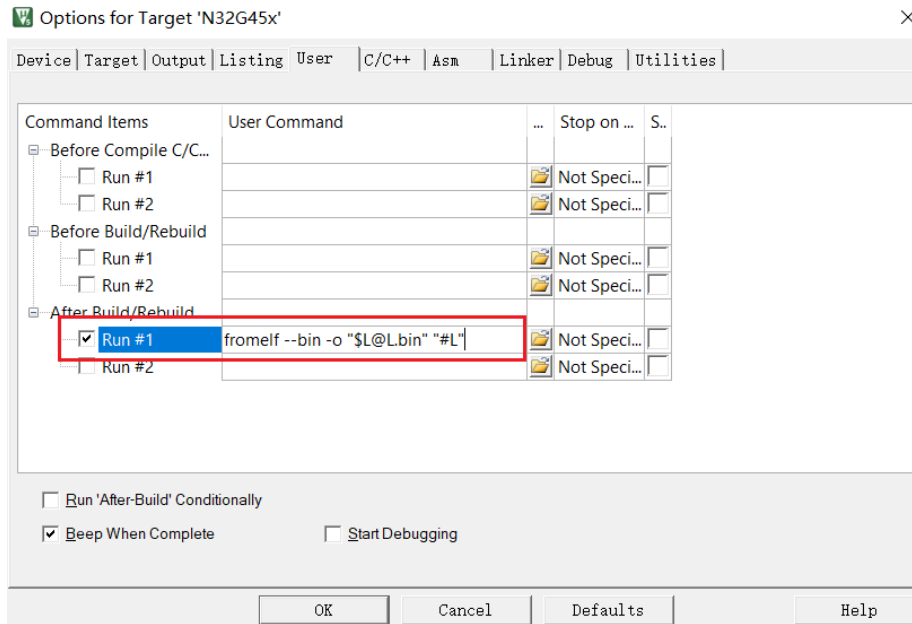 Options for Target 'N32G45x'
Device Target Output Listing User C/C++ Asm Linker Debug Utilities
Command Items User Command ... Stop on ... S..
Before Compile C/C...
Run #1 Not Speci...
Run #2 Not Speci...
Before Build/Rebuild
Run #1 Not Speci...
Run #2 Not Speci...
After Build/Rebuild
Run #1 fromelf --bin -o "$L@L.bin" "#L" Not Speci...
Run #2 Not Speci...
Run 'After-Build' Conditionally
Beep When Complete Start Debugging
OK Cancel Defaults Help